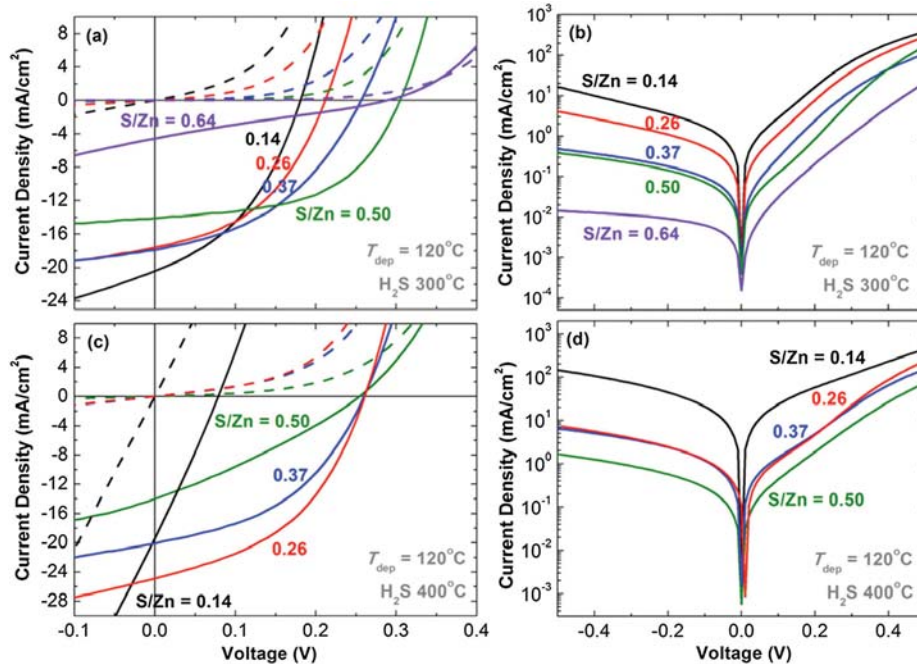 (a)
8
4
0
-4
-8
-12
-16
-20
-24
Current Density (mA/cm²)
S/Zn = 0.64
0.14
0.26
0.37
S/Zn = 0.50
T_dep = 120°C
H₂S 300°C
(b)
10³
10²
10¹
10⁰
10⁻¹
10⁻²
10⁻³
10⁻⁴
Current Density (mA/cm²)
S/Zn = 0.14
0.26
0.37
0.50
S/Zn = 0.64
T_dep = 120°C
H₂S 300°C
(c)
8
4
0
-4
-8
-12
-16
-20
-24
-28
Current Density (mA/cm²)
S/Zn = 0.50
0.37
0.26
S/Zn = 0.14
T_dep = 120°C
H₂S 400°C
-0.1 0.0 0.1 0.2 0.3 0.4
Voltage (V)
(d)
10³
10²
10¹
10⁰
10⁻¹
10⁻²
10⁻³
Current Density (mA/cm²)
S/Zn = 0.14
0.26
0.37
S/Zn = 0.50
T_dep = 120°C
H₂S 400°C
-0.4 -0.2 0.0 0.2 0.4
Voltage (V)